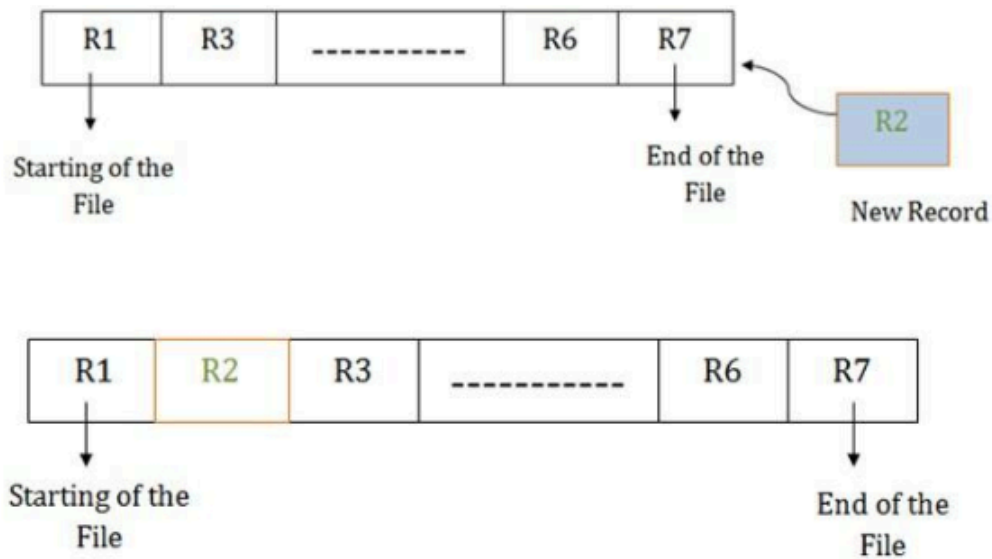 R1 R3 ----------- R6 R7
R2
Starting of the
File
End of the
File
New Record
R1 R2 R3 ----------- R6 R7
Starting of the
File
End of the
File